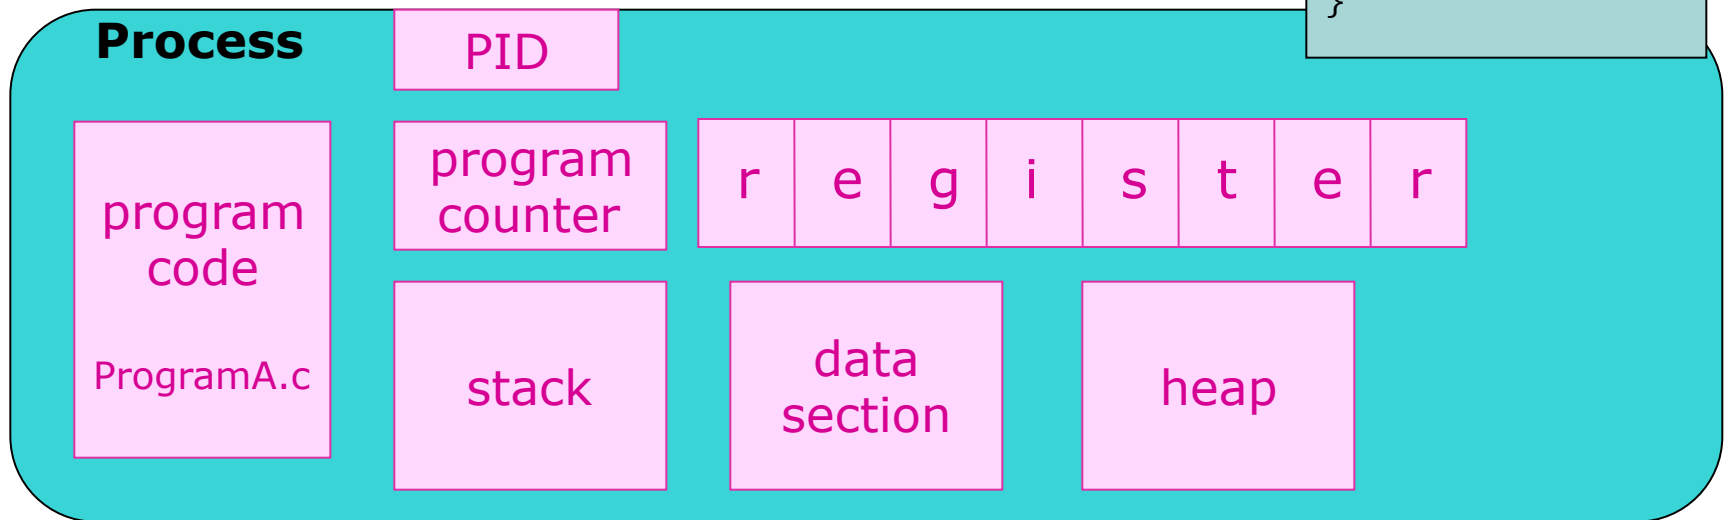 }
Process
PID
program
code
ProgramA.c
program
counter
r e g i s t e r
stack
data
section
heap